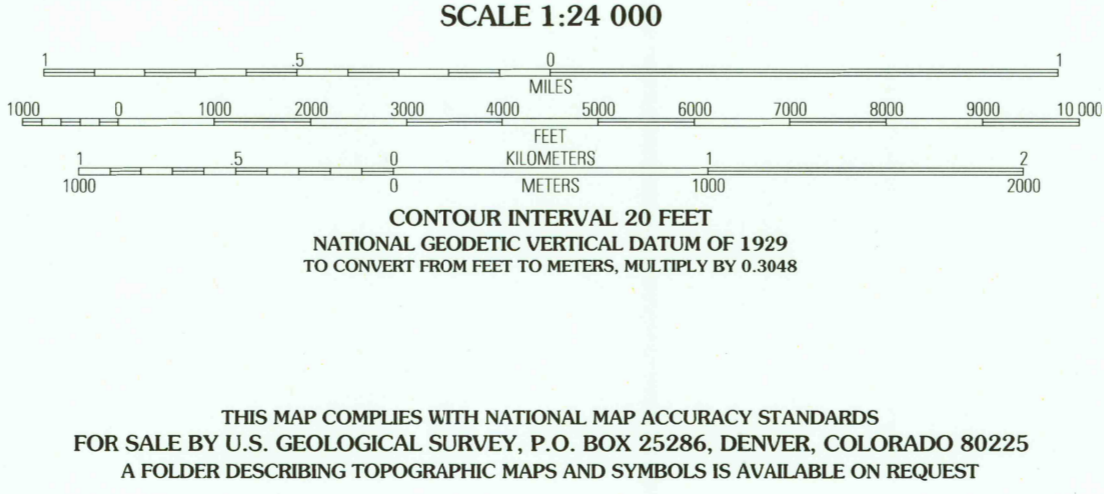 SCALE 1:24 000
1 .5 0 1
MILES
1000 0 1000 2000 3000 4000 5000 6000 7000 8000 9000 10 000
FEET
1 .5 0 KILOMETERS 1 2
1000 0 METERS 1000 2000
CONTOUR INTERVAL 20 FEET
NATIONAL GEODETIC VERTICAL DATUM OF 1929
TO CONVERT FROM FEET TO METERS, MULTIPLY BY 0.3048
THIS MAP COMPLIES WITH NATIONAL MAP ACCURACY STANDARDS
FOR SALE BY U.S. GEOLOGICAL SURVEY, P.O. BOX 25286, DENVER, COLORADO 80225
A FOLDER DESCRIBING TOPOGRAPHIC MAPS AND SYMBOLS IS AVAILABLE ON REQUEST